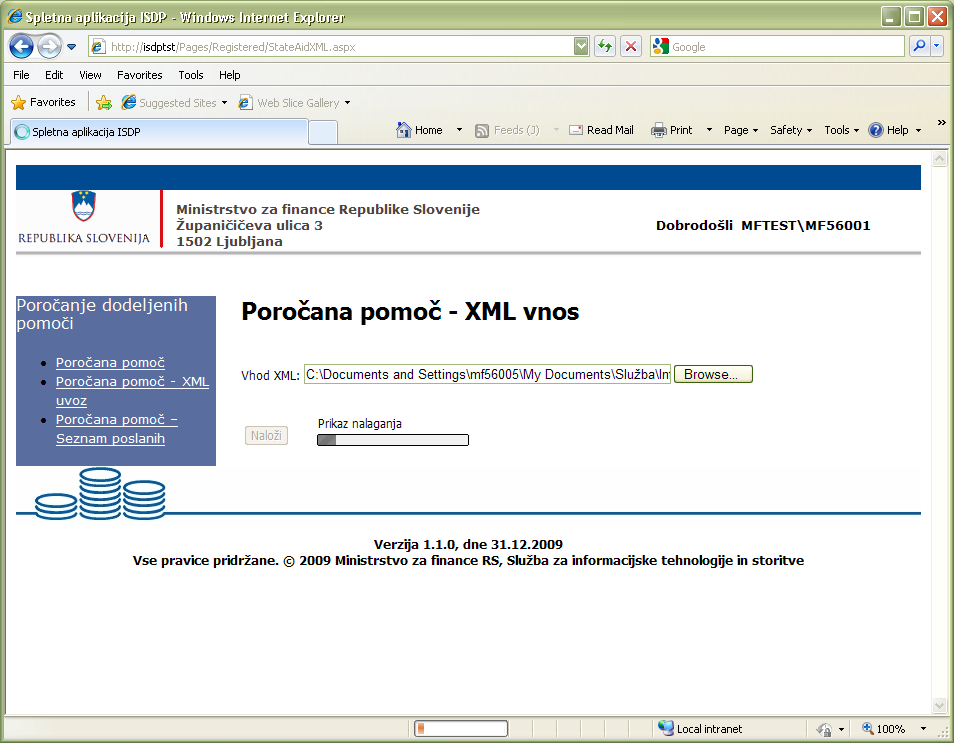 Spletna aplikacija ISDP - Windows Internet Explorer
http://isdptst/Pages/Registered/StateAidXML.aspx
Google
File Edit View Favorites Tools Help
Favorites Suggested Sites Web Slice Gallery
Spletna aplikacija ISDP
Home Feeds (J) Read Mail Print Page Safety Tools Help »
REPUBLIKA SLOVENIJA
Ministrstvo za finance Republike Slovenije
Županičičeva ulica 3
1502 Ljubljana
Dobrodošli MFTEST\MF56001
Poročanje dodeljenih
pomoči
Poročana pomoč
Poročana pomoč - XML
uvoz
Poročana pomoč –
Seznam poslanih
Poročana pomoč - XML vnos
Vhod XML: C:\Documents and Settings\mf56005\My Documents\Služba\Im Browse...
Naloži
Prikaz nalaganja
Verzija 1.1.0, dne 31.12.2009
Vse pravice pridržane. © 2009 Ministrstvo za finance RS, Služba za informacijske tehnologije in storitve
Local intranet 100%